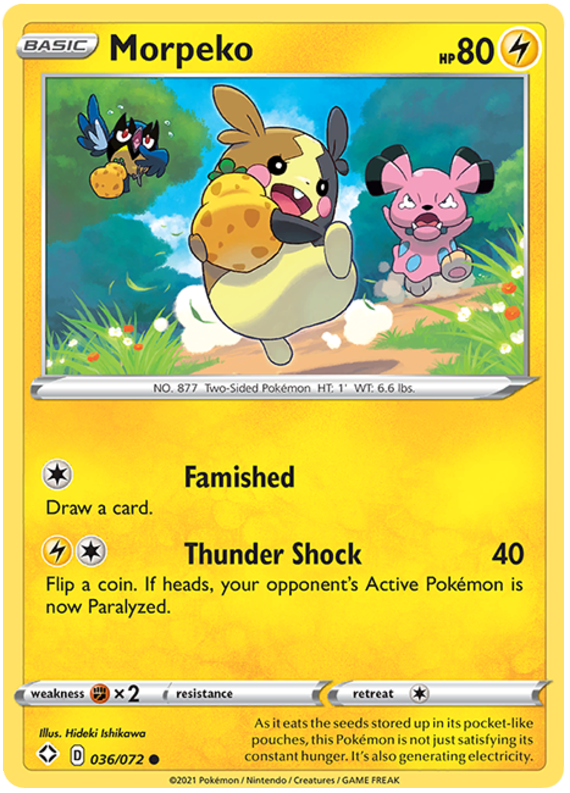 BASIC Morpeko HP80
NO. 877 Two-Sided Pokémon HT: 1' WT: 6.6 lbs.
Famished
Draw a card.
Thunder Shock 40
Flip a coin. If heads, your opponent's Active Pokémon is
now Paralyzed.
weakness ×2 resistance retreat
Illus. Hideki Ishikawa
D 036/072
As it eats the seeds stored up in its pocket-like
pouches, this Pokémon is not just satisfying its
constant hunger. It's also generating electricity.
©2021 Pokémon / Nintendo / Creatures / GAME FREAK